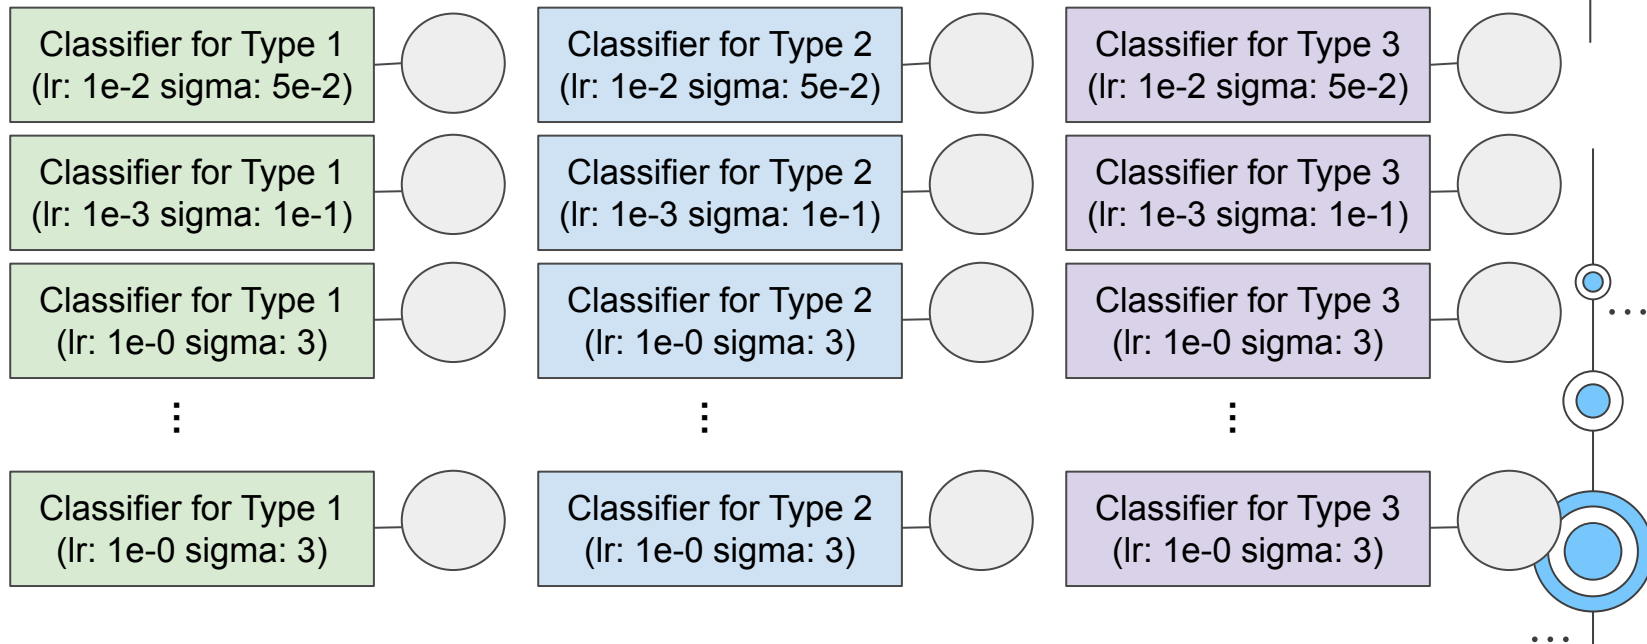 Classifier for Type 1
(lr: 1e-2 sigma: 5e-2)
Classifier for Type 2
(lr: 1e-2 sigma: 5e-2)
Classifier for Type 3
(lr: 1e-2 sigma: 5e-2)
Classifier for Type 1
(lr: 1e-3 sigma: 1e-1)
Classifier for Type 2
(lr: 1e-3 sigma: 1e-1)
Classifier for Type 3
(lr: 1e-3 sigma: 1e-1)
Classifier for Type 1
(lr: 1e-0 sigma: 3)
Classifier for Type 2
(lr: 1e-0 sigma: 3)
Classifier for Type 3
(lr: 1e-0 sigma: 3)
...
...
...
...
Classifier for Type 1
(lr: 1e-0 sigma: 3)
Classifier for Type 2
(lr: 1e-0 sigma: 3)
Classifier for Type 3
(lr: 1e-0 sigma: 3)
...